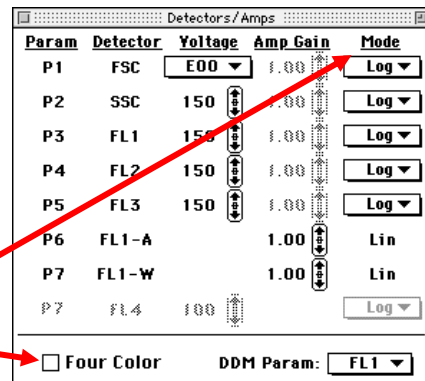 Detectors/Amps
Param Detector Voltage Amp Gain Mode
P1 FSC E00 1.00 Log
P2 SSC 150 1.00 Log
P3 FL1 150 1.00 Log
P4 FL2 150 1.00 Log
P5 FL3 150 1.00 Log
P6 FL1-A 1.00 Lin
P7 FL1-W 1.00 Lin
P7 FL4 100 Log
Four Color DDM Param: FL1